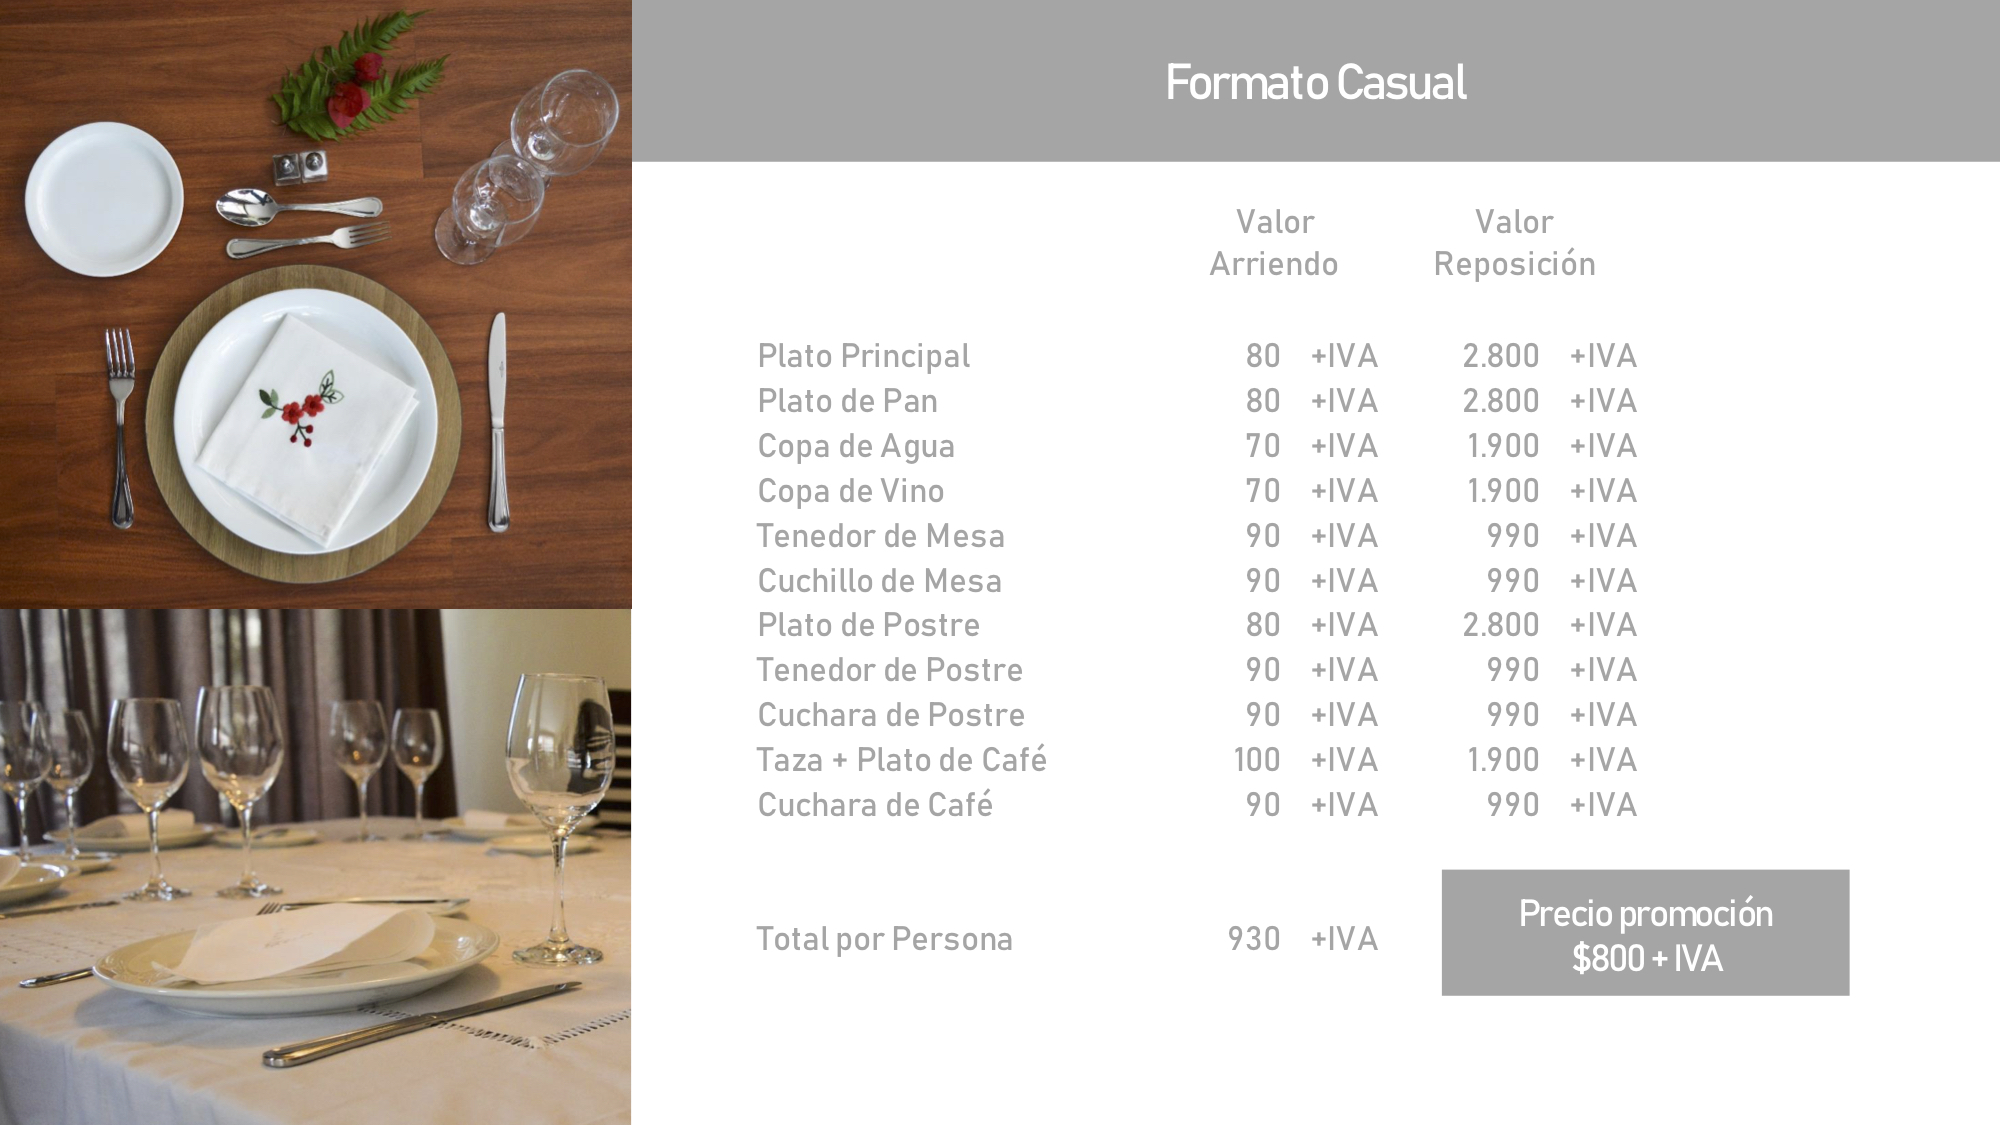 Formato Casual
Valor Arriendo Valor Reposición
Plato Principal 80 +IVA 2.800 +IVA
Plato de Pan 80 +IVA 2.800 +IVA
Copa de Agua 70 +IVA 1.900 +IVA
Copa de Vino 70 +IVA 1.900 +IVA
Tenedor de Mesa 90 +IVA 990 +IVA
Cuchillo de Mesa 90 +IVA 990 +IVA
Plato de Postre 80 +IVA 2.800 +IVA
Tenedor de Postre 90 +IVA 990 +IVA
Cuchara de Postre 90 +IVA 990 +IVA
Taza + Plato de Café 100 +IVA 1.900 +IVA
Cuchara de Café 90 +IVA 990 +IVA
Total por Persona 930 +IVA
Precio promoción
$800 + IVA